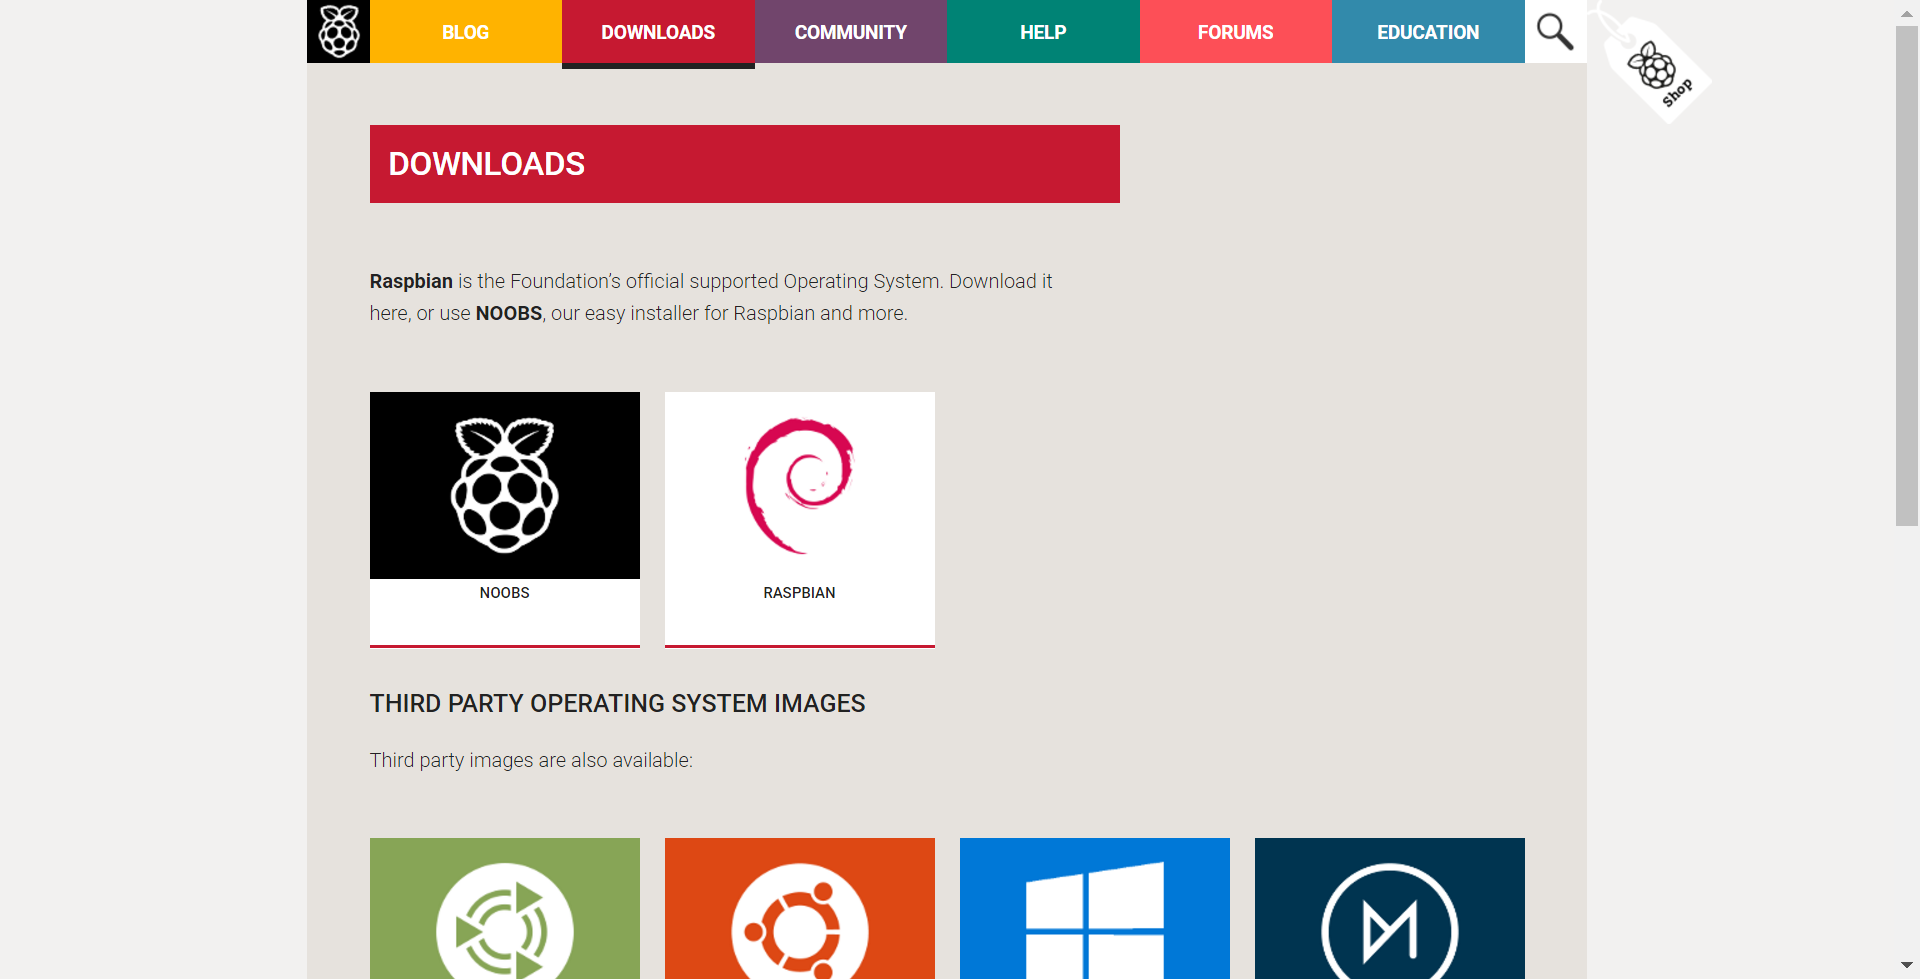 BLOG
DOWNLOADS
COMMUNITY
HELP
FORUMS
EDUCATION
Shop
DOWNLOADS
Raspbian is the Foundation’s official supported Operating System. Download it
here, or use NOOBS, our easy installer for Raspbian and more.
NOOBS
RASPBIAN
THIRD PARTY OPERATING SYSTEM IMAGES
Third party images are also available: